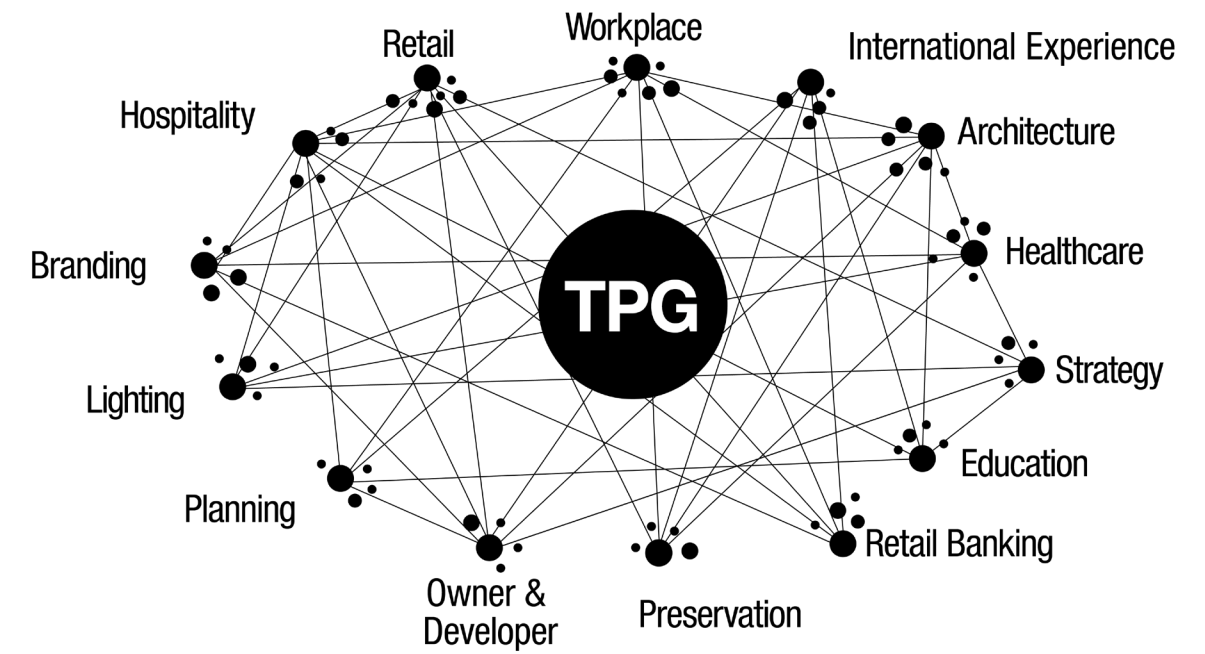 Workplace
Retail
International Experience
Hospitality
Architecture
Healthcare
Branding
TPG
Strategy
Lighting
Education
Planning
Retail Banking
Owner &
Developer
Preservation